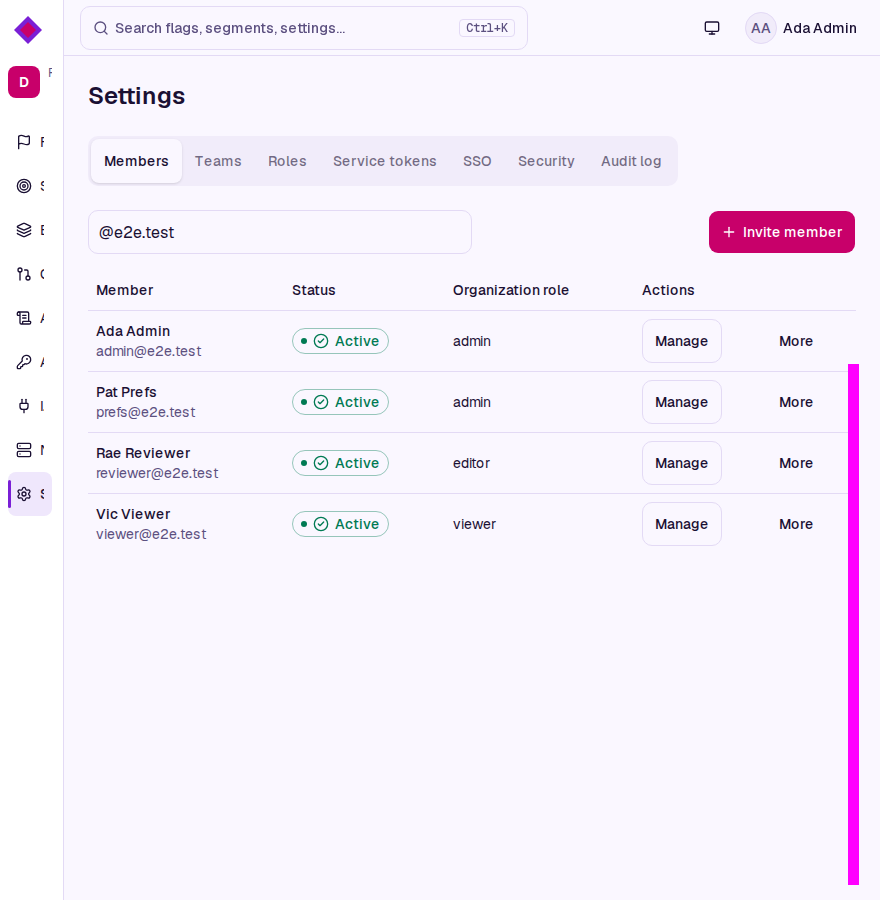 Search flags, segments, settings...
Ctrl+K
AA
Ada Admin
D
Settings
Members
Teams
Roles
Service tokens
SSO
Security
Audit log
@e2e.test
Invite member
Member
Status
Organization role
Actions
Ada Admin
admin@e2e.test
Active
admin
Manage
More
Pat Prefs
prefs@e2e.test
Active
admin
Manage
More
Rae Reviewer
reviewer@e2e.test
Active
editor
Manage
More
Vic Viewer
viewer@e2e.test
Active
viewer
Manage
More